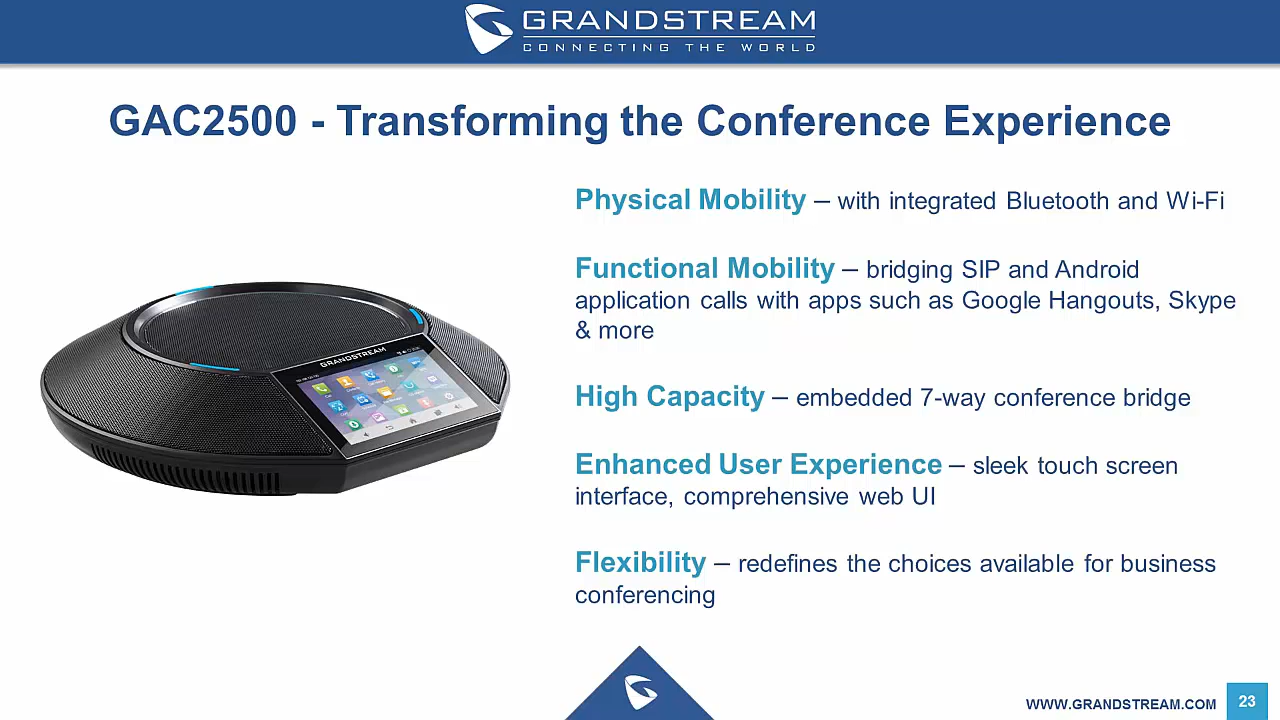 GRANDSTREAM
CONNECTING THE WORLD
GAC2500 - Transforming the Conference Experience
Physical Mobility – with integrated Bluetooth and Wi-Fi
Functional Mobility – bridging SIP and Android
application calls with apps such as Google Hangouts, Skype
& more
High Capacity – embedded 7-way conference bridge
Enhanced User Experience – sleek touch screen
interface, comprehensive web UI
Flexibility – redefines the choices available for business
conferencing
GRANDSTREAM
WWW.GRANDSTREAM.COM
23